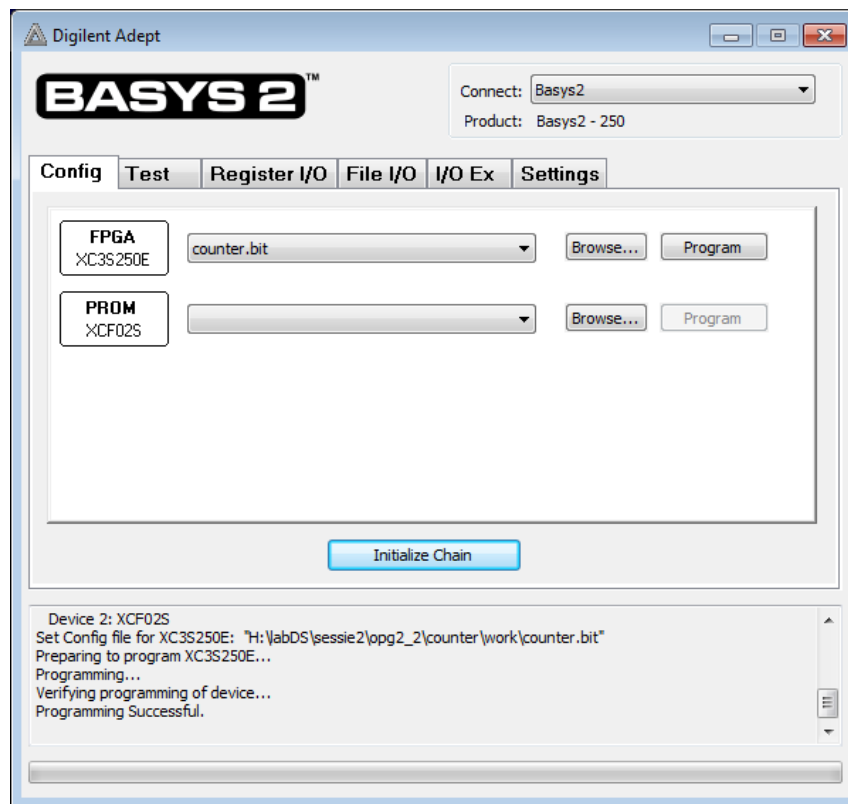 Digilent Adept
BASYS 2™
Connect: Basys2
Product: Basys2 - 250
Config Test Register I/O File I/O I/O Ex Settings
FPGA
XC3S250E
counter.bit Browse... Program
PROM
XCF02S
Browse... Program
Initialize Chain
Device 2: XCF02S
Set Config file for XC3S250E: "H:\labDS\sessie2\opg2_2\counter\work\counter.bit"
Preparing to program XC3S250E...
Programming...
Verifying programming of device...
Programming Successful.